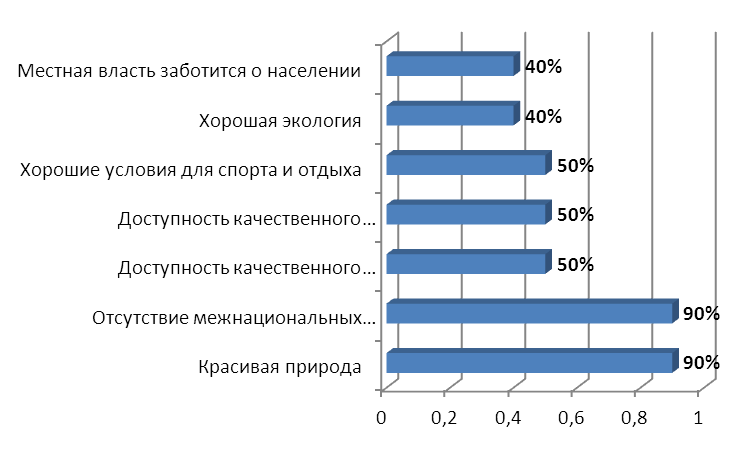 Местная власть заботится о населении 40%
Хорошая экология 40%
Хорошие условия для спорта и отдыха 50%
Доступность качественного... 50%
Доступность качественного... 50%
Отсутствие межнациональных... 90%
Красивая природа 90%
0 0,2 0,4 0,6 0,8 1